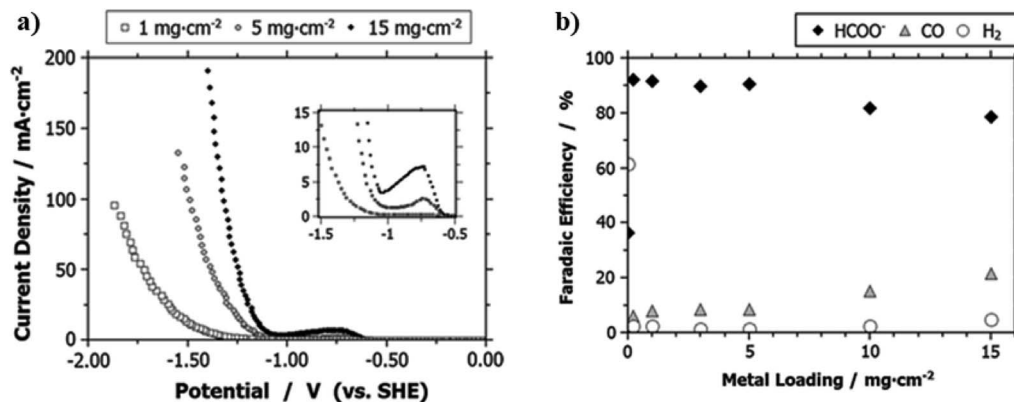 a)
1 mg·cm⁻² 5 mg·cm⁻² 15 mg·cm⁻²
200
150
100
50
0
-2.00 -1.50 -1.00 -0.50 0.00
Current Density / mA·cm⁻²
Potential / V (vs. SHE)
15
10
5
0
-1.5 -1 -0.5
b)
HCOO⁻ CO H₂
100
80
60
40
20
0
0 5 10 15
Faradaic Efficiency / %
Metal Loading / mg·cm⁻²